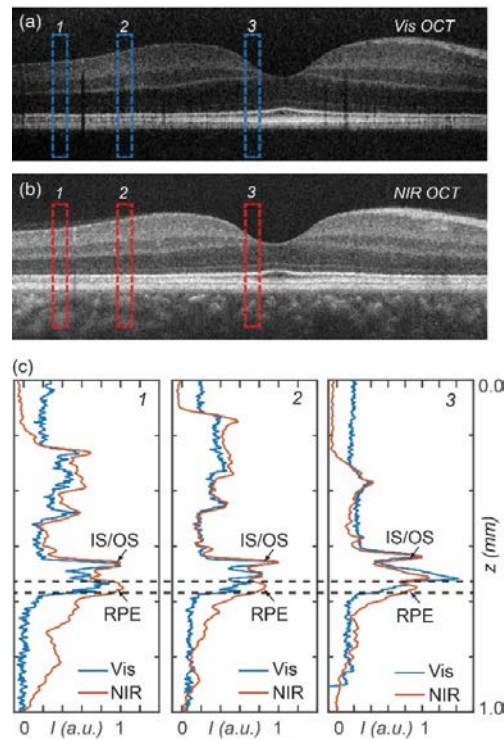 (a) 1 2 3 Vis OCT
(b) 1 2 3 NIR OCT
(c)
1 2 3 0.0
IS/OS IS/OS IS/OS
z (mm)
RPE RPE RPE
Vis Vis Vis
NIR NIR NIR 1.0
0 I (a.u.) 1 0 I (a.u.) 1 0 I (a.u.) 1